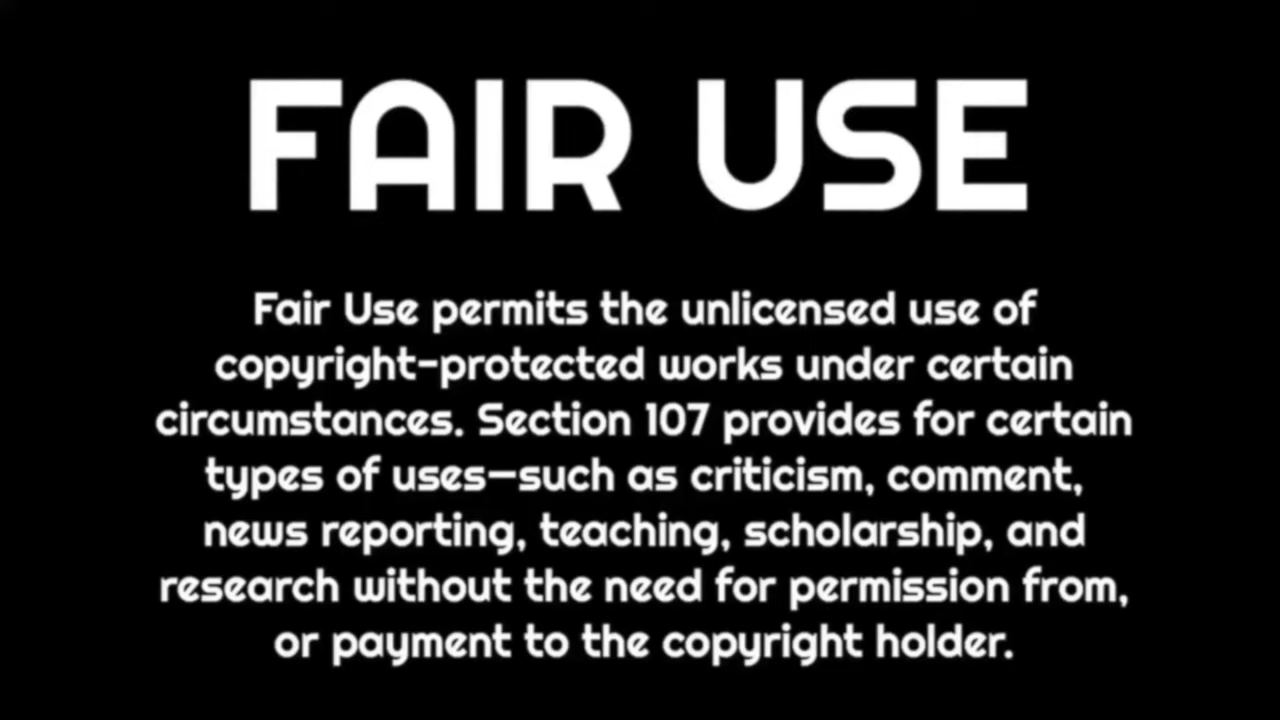 FAIR USE
Fair Use permits the unlicensed use of
copyright-protected works under certain
circumstances. Section 107 provides for certain
types of uses—such as criticism, comment,
news reporting, teaching, scholarship, and
research without the need for permission from,
or payment to the copyright holder.